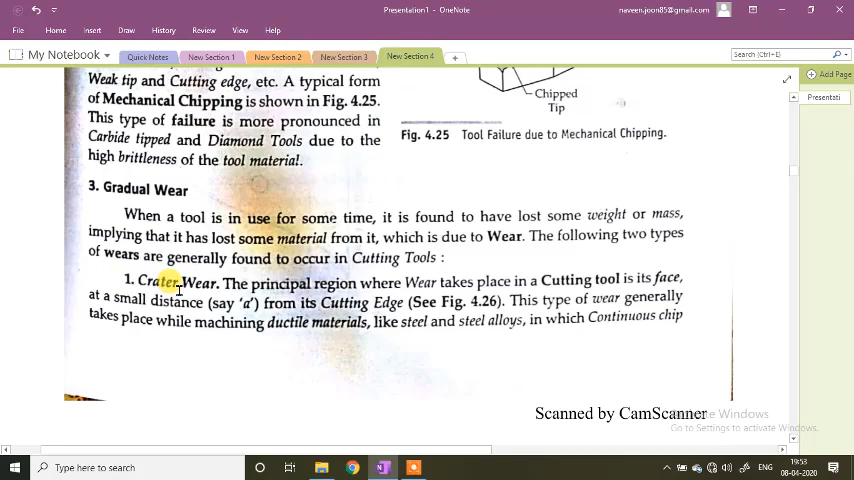 Presentation1 - OneNote
naveen.joon85@gmail.com
File Home Insert Draw History Review View
My Notebook Quick Notes New Section 1 New Section 2 New Section 3 New Section 4 Search (Ctrl+E)
Add Page
Presentati
Weak tip and Cutting edge, etc. A typical form
of Mechanical Chipping is shown in Fig. 4.25.
This type of failure is more pronounced in
Carbide tipped and Diamond Tools due to the
high brittleness of the tool material.
Chipped
Tip
Fig. 4.25 Tool Failure due to Mechanical Chipping.
3. Gradual Wear
When a tool is in use for some time, it is found to have lost some weight or mass,
implying that it has lost some material from it, which is due to Wear. The following two types
of wears are generally found to occur in Cutting Tools :
1. Crater Wear. The principal region where Wear takes place in a Cutting tool is its face,
at a small distance (say 'a') from its Cutting Edge (See Fig. 4.26). This type of wear generally
takes place while machining ductile materials, like steel and steel alloys, in which Continuous chip
Scanned by CamScanner
Activate Windows
Go to Settings to activate Windows.
Type here to search
ENG
19:53
08-04-2020